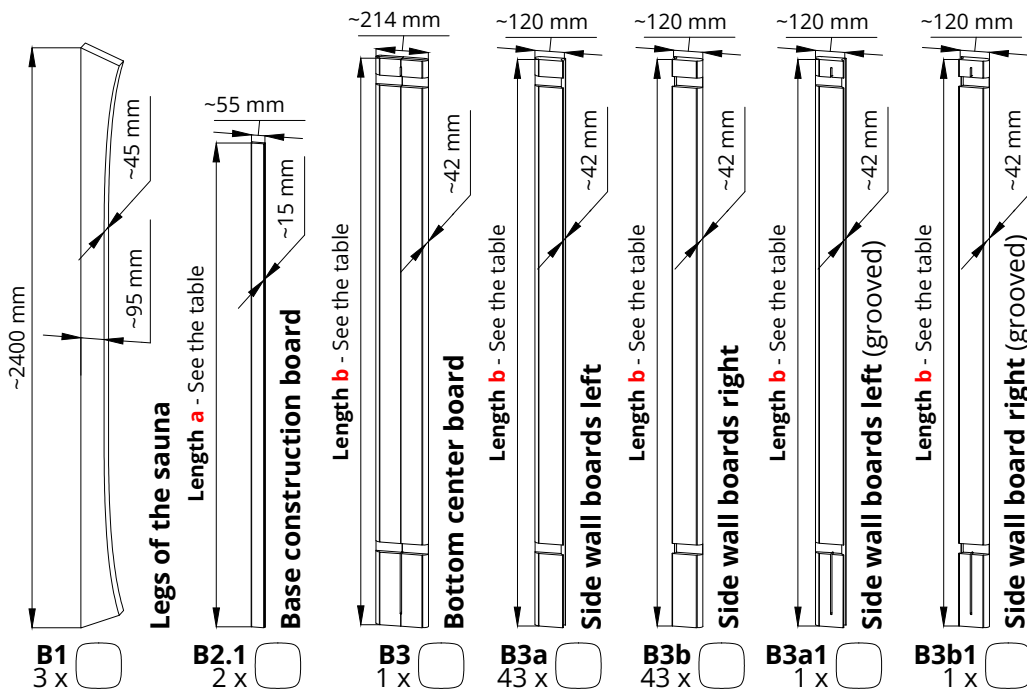 ~2400 mm
~45 mm
~95 mm
Legs of the sauna
B1
3 x
~55 mm
~15 mm
Length a - See the table
Base construction board
B2.1
2 x
~214 mm
~42 mm
Length b - See the table
Bottom center board
B3
1 x
~120 mm
~42 mm
Length b - See the table
Side wall boards left
B3a
43 x
~120 mm
~42 mm
Length b - See the table
Side wall boards right
B3b
43 x
~120 mm
~42 mm
Length b - See the table
Side wall boards left (grooved)
B3a1
1 x
~120 mm
~42 mm
Length b - See the table
Side wall boards right (grooved)
B3b1
1 x